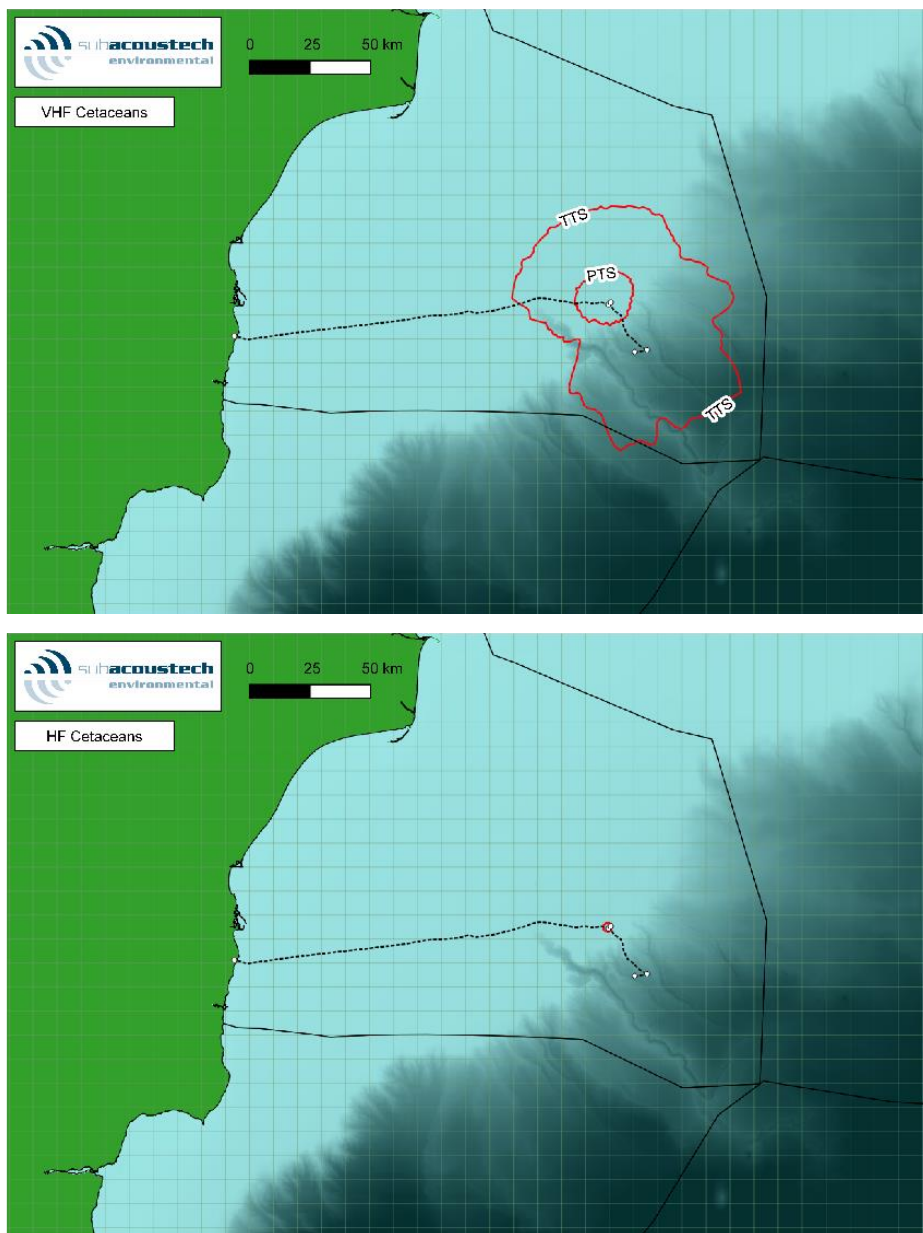 subacoustech
environmental
0 25 50 km
VHF Cetaceans
TTS
PTS
TTS
subacoustech
environmental
0 25 50 km
HF Cetaceans